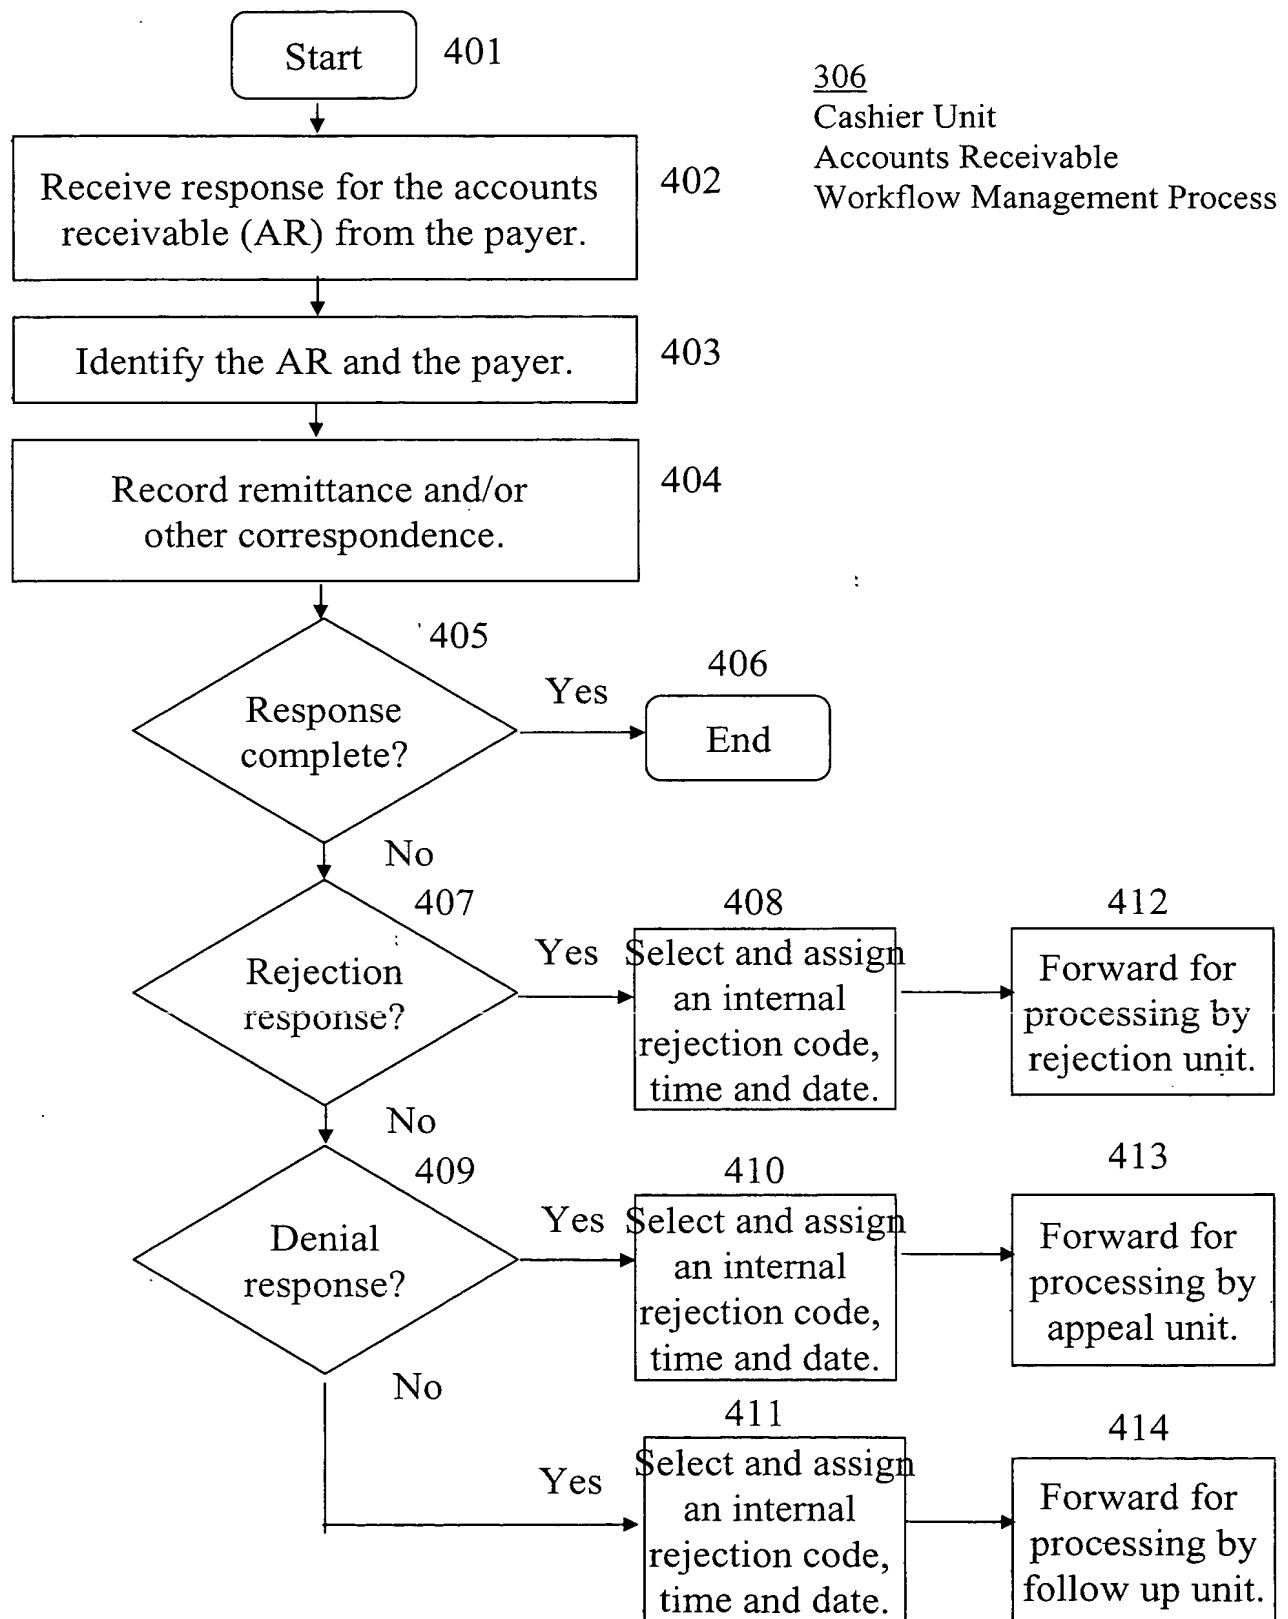 Start
401
306
Cashier Unit
Accounts Receivable
Workflow Management Process
Receive response for the accounts
receivable (AR) from the payer.
402
Identify the AR and the payer.
403
Record remittance and/or
other correspondence.
404
405
Response
complete?
Yes
406
End
No
407
Rejection
response?
Yes
408
Select and assign
an internal
rejection code,
time and date.
412
Forward for
processing by
rejection unit.
No
409
Denial
response?
Yes
410
Select and assign
an internal
rejection code,
time and date.
413
Forward for
processing by
appeal unit.
No
Yes
411
Select and assign
an internal
rejection code,
time and date.
414
Forward for
processing by
follow up unit.